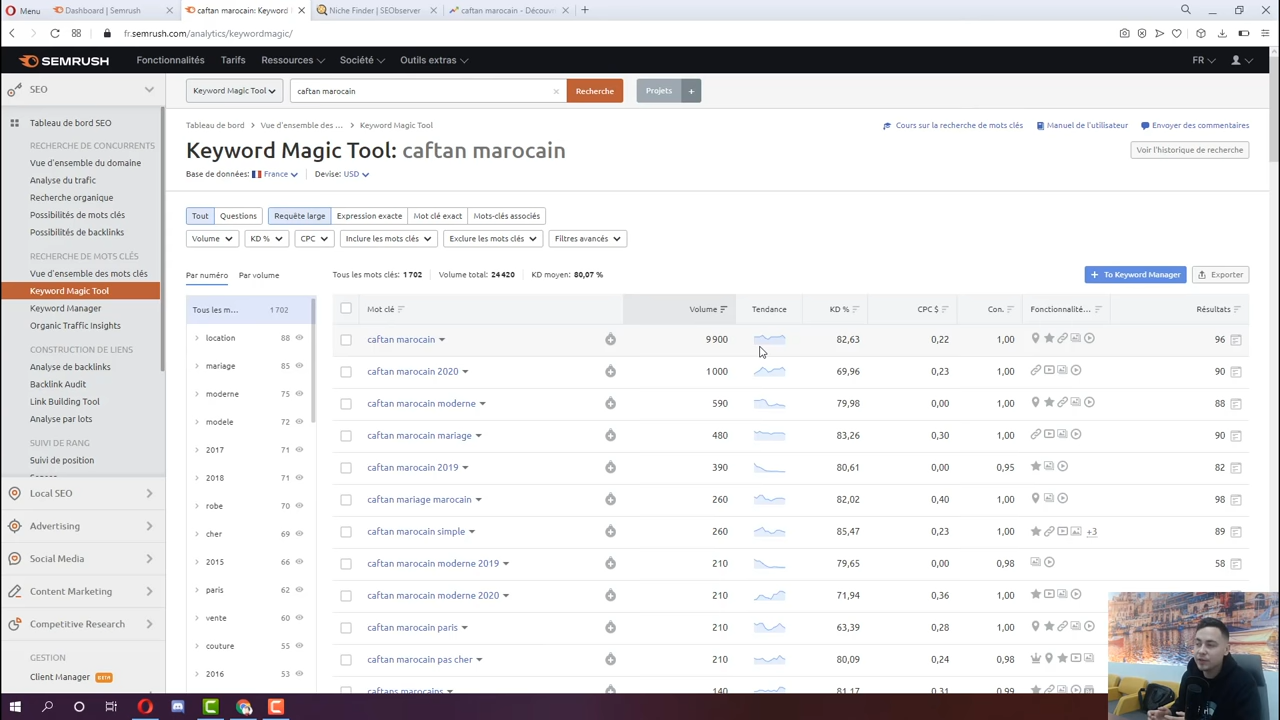 Menu
Dashboard | Semrush
caftan marocain: Keyword
Niche Finder | SEObserver
caftan marocain - Découv
fr.semrush.com/analytics/keywordmagic/
SEMRUSH
Fonctionnalités
Tarifs
Ressources
Société
Outils extras
FR
SEO
Keyword Magic Tool
caftan marocain
Recherche
Projets
+
Tableau de bord SEO
RECHERCHE DE CONCURRENTS
Vue d'ensemble du domaine
Analyse du trafic
Recherche organique
Possibilités de mots clés
Possibilités de backlinks
RECHERCHE DE MOTS CLÉS
Vue d'ensemble des mots clés
Keyword Magic Tool
Keyword Manager
Organic Traffic Insights
CONSTRUCTION DE LIENS
Analyse de backlinks
Backlink Audit
Link Building Tool
Analyse par lots
SUIVI DE RANG
Suivi de position
Local SEO
Advertising
Social Media
Content Marketing
Competitive Research
GESTION
Client Manager BETA
Tableau de bord > Vue d'ensemble des ... > Keyword Magic Tool
Cours sur la recherche de mots clés
Manuel de l'utilisateur
Envoyer des commentaires
Keyword Magic Tool: caftan marocain
Voir l'historique de recherche
Base de données: France
Devise: USD
Tout
Questions
Requête large
Expression exacte
Mot clé exact
Mots-clés associés
Volume
KD %
CPC
Inclure les mots clés
Exclure les mots clés
Filtres avancés
Par numéro
Par volume
Tous les mots clés: 1 702
Volume total: 24 420
KD moyen: 80,07 %
+ To Keyword Manager
Exporter
Tous les m... 1 702
location 88
mariage 85
moderne 75
modele 72
2017 71
2018 71
robe 70
cher 69
2015 66
paris 62
vente 60
couture 55
2016 53
Mot clé Volume Tendance KD % CPC $ Con. Fonctionnalité... Résultats
caftan marocain 9 900 82,63 0,22 1,00 96
caftan marocain 2020 1 000 69,96 0,23 1,00 90
caftan marocain moderne 590 79,98 0,00 1,00 88
caftan marocain mariage 480 83,26 0,30 1,00 90
caftan marocain 2019 390 80,61 0,00 0,95 82
caftan mariage marocain 260 82,02 0,40 1,00 98
caftan marocain simple 260 85,47 0,23 1,00 +3 89
caftan marocain moderne 2019 210 79,65 0,00 0,98 58
caftan marocain moderne 2020 210 71,94 0,36 1,00
caftan marocain paris 210 63,39 0,28 1,00
caftan marocain pas cher 210 80,09 0,24 0,98
caftans marocains 140 81,17 0,31 0,99